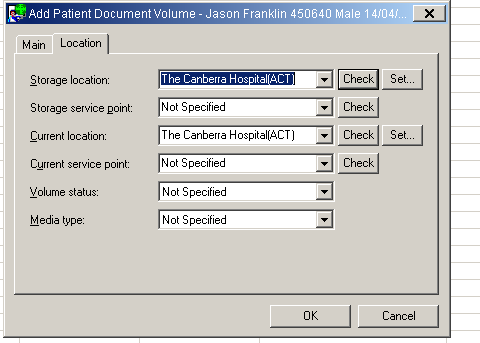 Add Patient Document Volume - Jason Franklin 450640 Male 14/04/...
Main Location
Storage location: The Canberra Hospital(ACT) Check Set...
Storage service point: Not Specified Check
Current location: The Canberra Hospital(ACT) Check Set...
Current service point: Not Specified Check
Volume status: Not Specified
Media type: Not Specified
OK Cancel